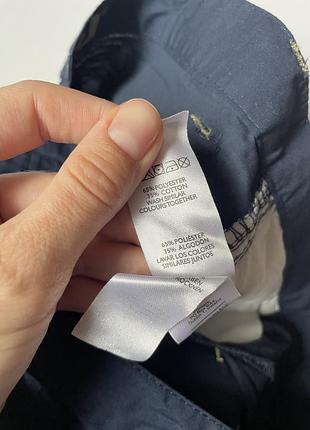 65% POLYESTER
35% COTTON
WASH SIMILAR
COLOURS TOGETHER
65% POLIÉSTER
35% ALGODÓN
LAVAR LOS COLORES
SIMILARES JUNTOS